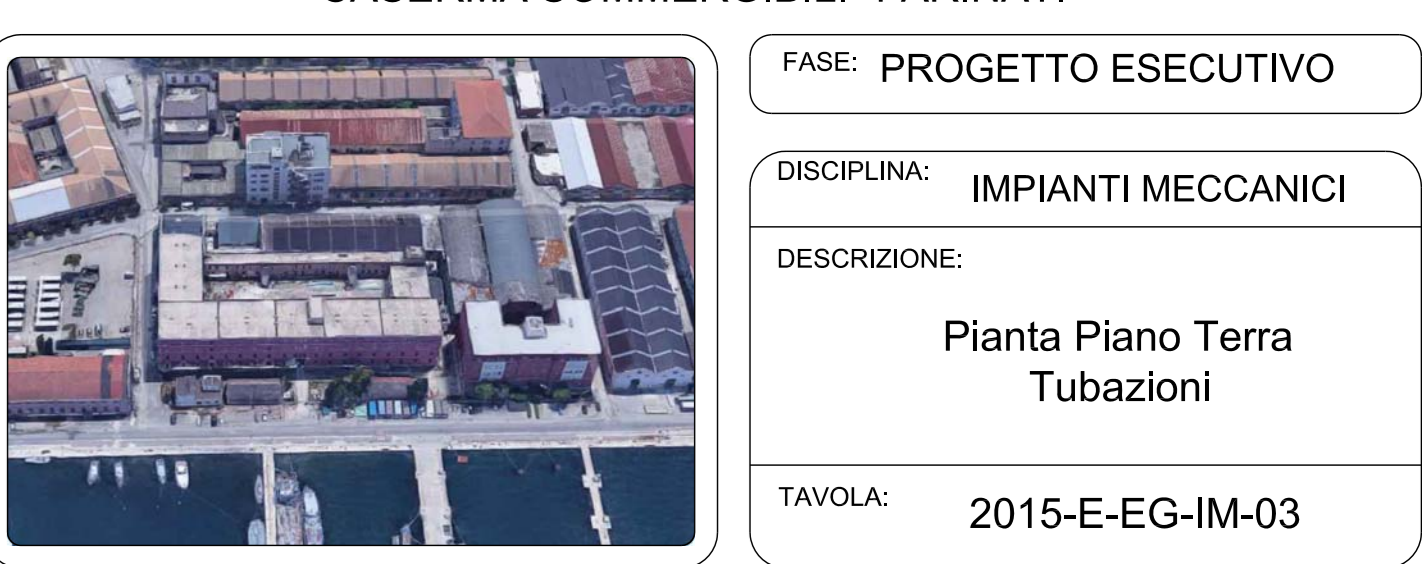 FASE: PROGETTO ESECUTIVO
DISCIPLINA: IMPIANTI MECCANICI
DESCRIZIONE:
Pianta Piano Terra
Tubazioni
TAVOLA: 2015-E-EG-IM-03